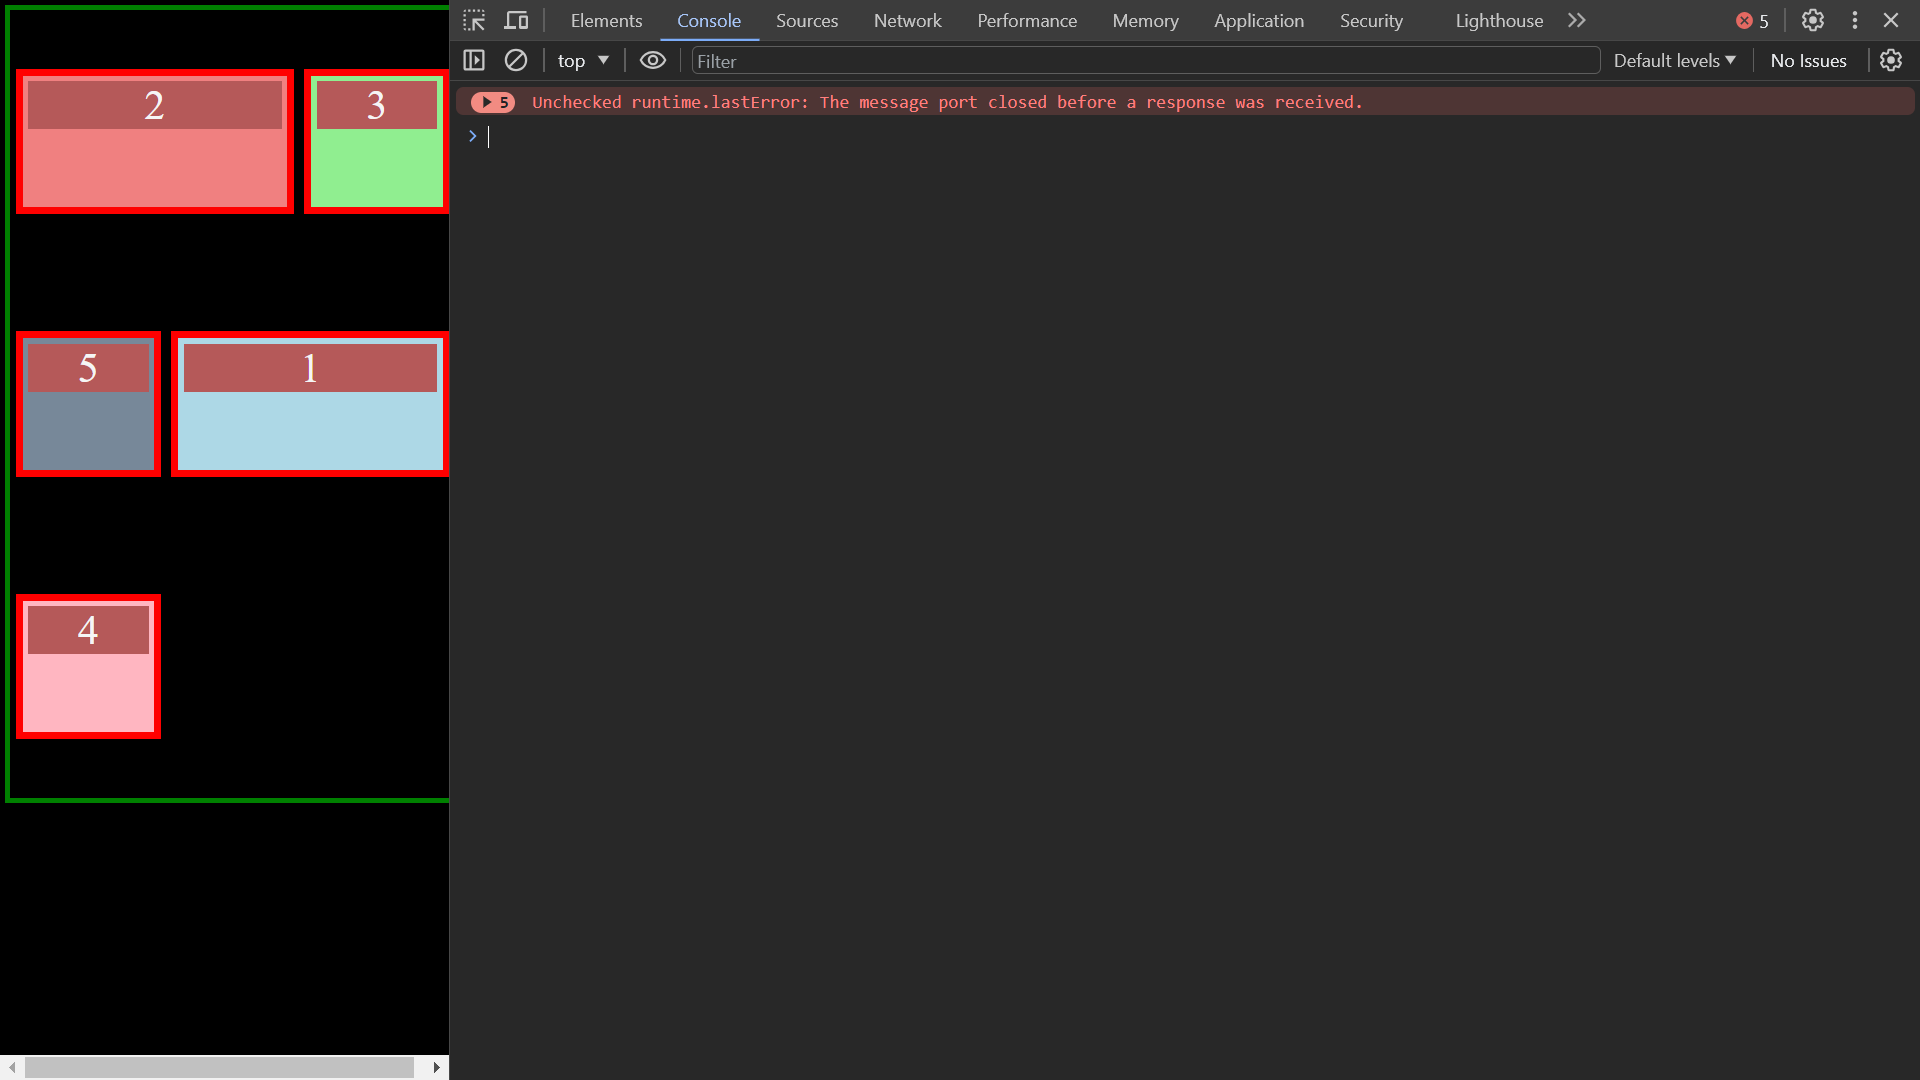 2
3
5
1
4
Elements Console Sources Network Performance Memory Application Security Lighthouse 5
top Filter Default levels No Issues
5 Unchecked runtime.lastError: The message port closed before a response was received.